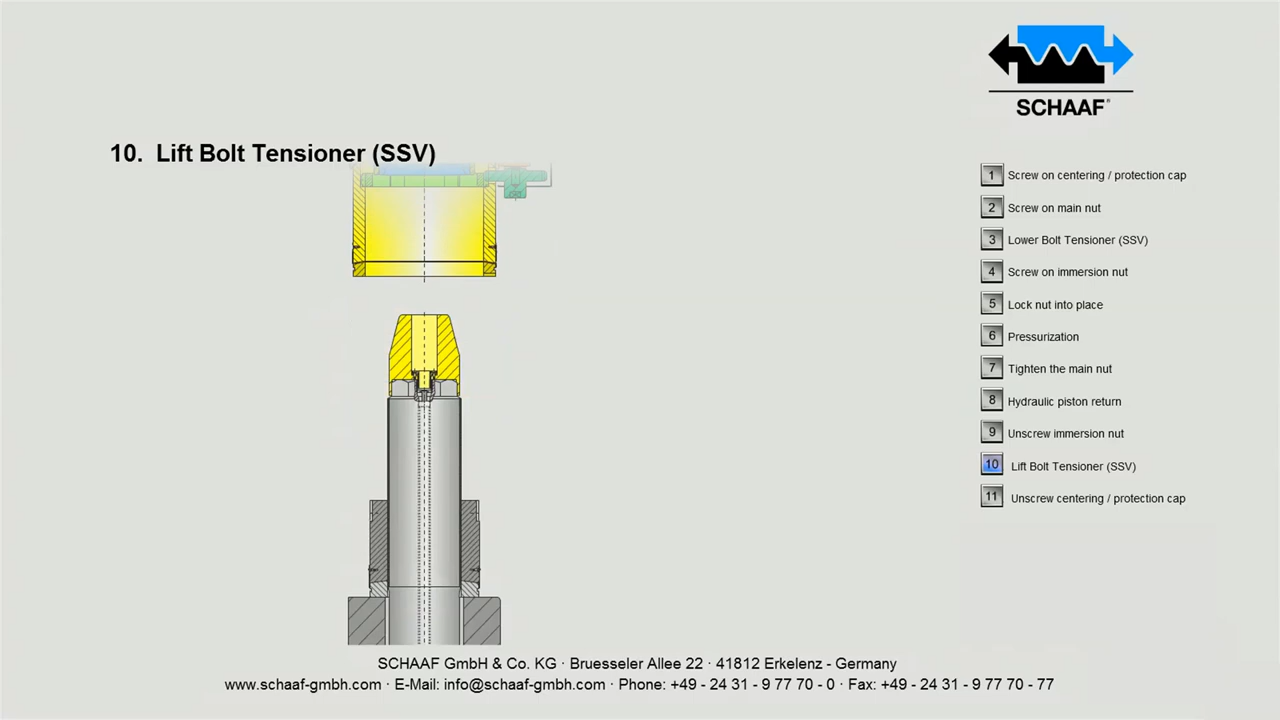 SCHAAF®
10. Lift Bolt Tensioner (SSV)
1 Screw on centering / protection cap
2 Screw on main nut
3 Lower Bolt Tensioner (SSV)
4 Screw on immersion nut
5 Lock nut into place
6 Pressurization
7 Tighten the main nut
8 Hydraulic piston return
9 Unscrew immersion nut
10 Lift Bolt Tensioner (SSV)
11 Unscrew centering / protection cap
SCHAAF GmbH & Co. KG · Bruesseler Allee 22 · 41812 Erkelenz - Germany
www.schaaf-gmbh.com · E-Mail: info@schaaf-gmbh.com · Phone: +49 - 24 31 - 9 77 70 - 0 · Fax: +49 - 24 31 - 9 77 70 - 77